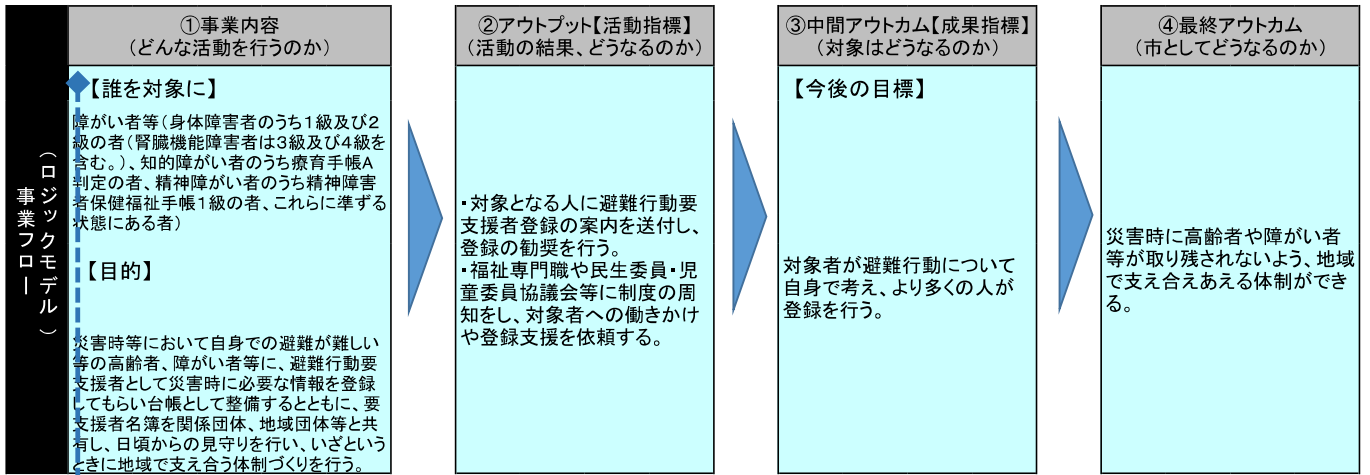 事業フロー
（ロジックモデル）
①事業内容
（どんな活動を行うのか）
【誰を対象に】
障がい者等（身体障害者のうち１級及び２
級の者（腎臓機能障害者は３級及び４級を
含む。）、知的障がい者のうち療育手帳Ａ
判定の者、精神障がい者のうち精神障害
者保健福祉手帳１級の者、これらに準ずる
状態にある者）
【目的】
災害時等において自身での避難が難しい
等の高齢者、障がい者等に、避難行動要
支援者として災害時に必要な情報を登録
してもらい台帳として整備するとともに、要
支援者名簿を関係団体、地域団体等と共
有し、日頃からの見守りを行い、いざという
ときに地域で支え合う体制づくりを行う。
②アウトプット【活動指標】
（活動の結果、どうなるのか）
・対象となる人に避難行動要
支援者登録の案内を送付し、
登録の勧奨を行う。
・福祉専門職や民生委員・児
童委員協議会等に制度の周
知をし、対象者への働きかけ
や登録支援を依頼する。
③中間アウトカム【成果指標】
（対象はどうなるのか）
【今後の目標】
対象者が避難行動について
自身で考え、より多くの人が
登録を行う。
④最終アウトカム
（市としてどうなるのか）
災害時に高齢者や障がい者
等が取り残されないよう、地域
で支え合えあえる体制ができ
る。